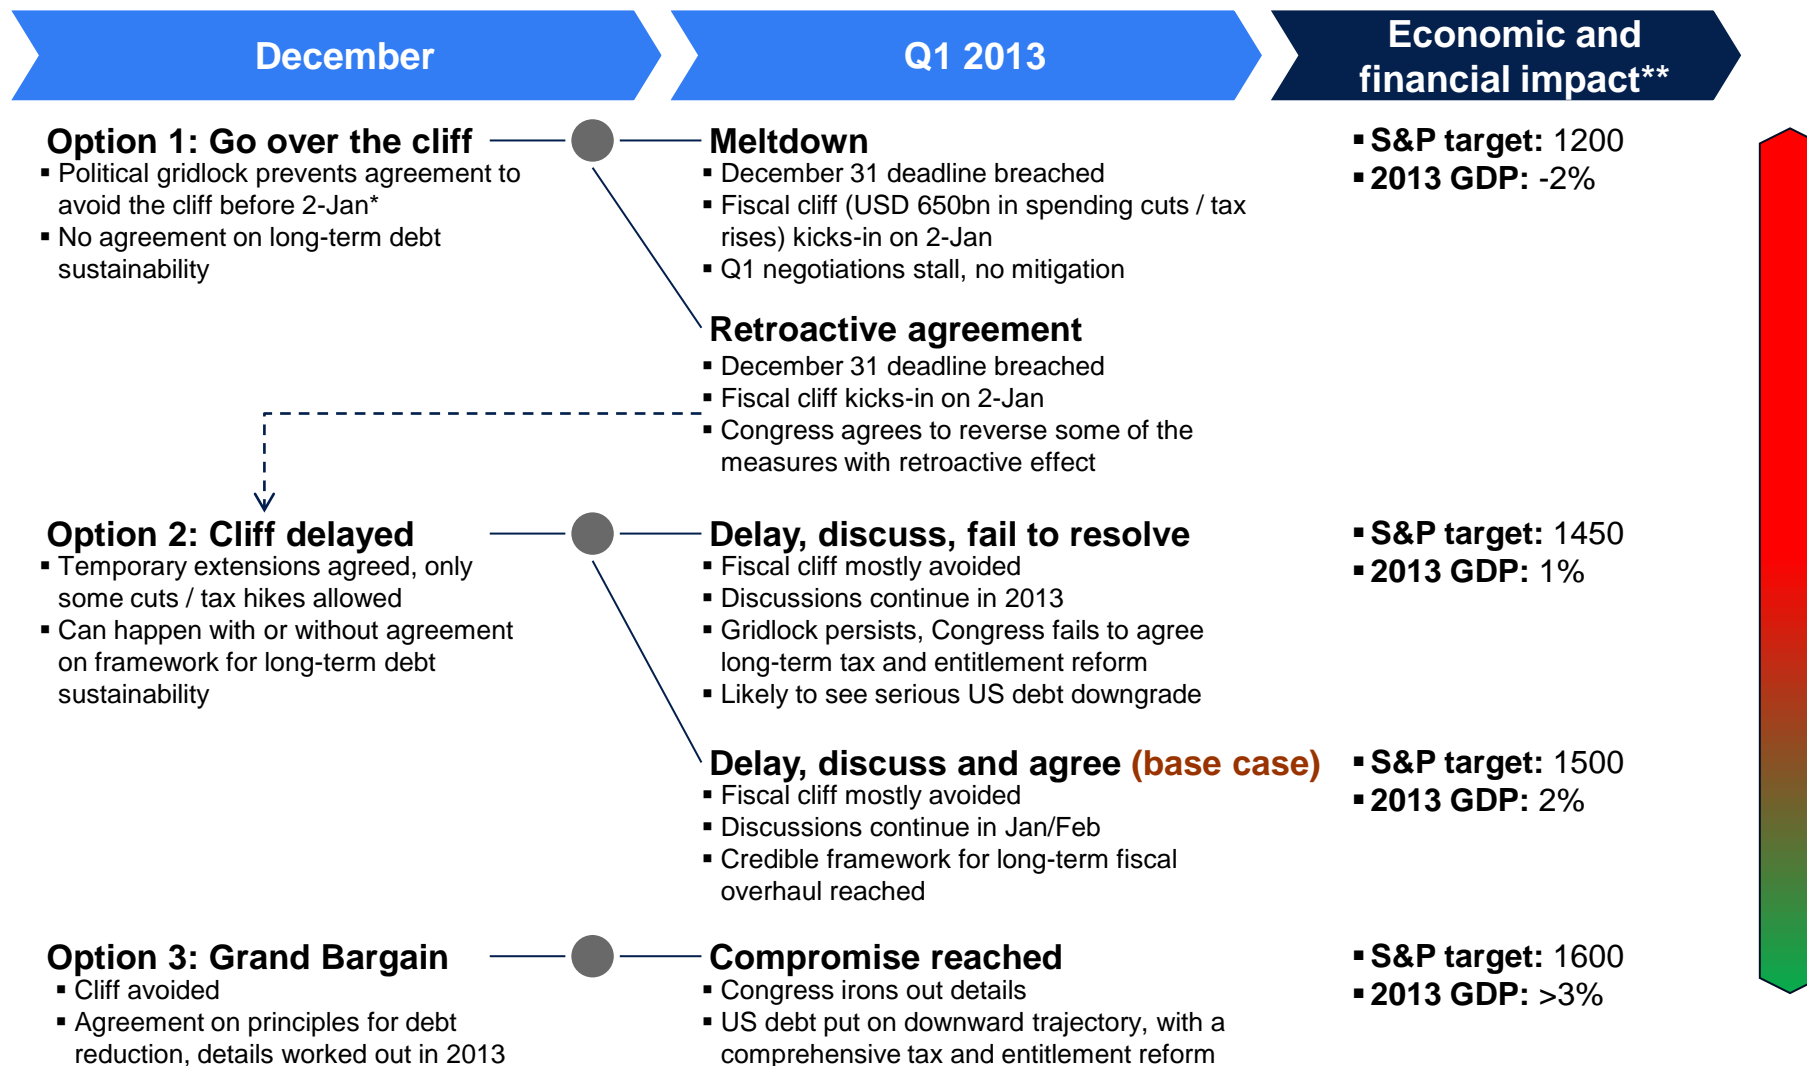 December
Q1 2013
Economic and
financial impact**
Option 1: Go over the cliff
▪ Political gridlock prevents agreement to
avoid the cliff before 2-Jan*
▪ No agreement on long-term debt
sustainability
Meltdown
▪ December 31 deadline breached
▪ Fiscal cliff (USD 650bn in spending cuts / tax
rises) kicks-in on 2-Jan
▪ Q1 negotiations stall, no mitigation
▪ S&P target: 1200
▪ 2013 GDP: -2%
Retroactive agreement
▪ December 31 deadline breached
▪ Fiscal cliff kicks-in on 2-Jan
▪ Congress agrees to reverse some of the
measures with retroactive effect
Option 2: Cliff delayed
▪ Temporary extensions agreed, only
some cuts / tax hikes allowed
▪ Can happen with or without agreement
on framework for long-term debt
sustainability
Delay, discuss, fail to resolve
▪ Fiscal cliff mostly avoided
▪ Discussions continue in 2013
▪ Gridlock persists, Congress fails to agree
long-term tax and entitlement reform
▪ Likely to see serious US debt downgrade
▪ S&P target: 1450
▪ 2013 GDP: 1%
Delay, discuss and agree (base case)
▪ Fiscal cliff mostly avoided
▪ Discussions continue in Jan/Feb
▪ Credible framework for long-term fiscal
overhaul reached
▪ S&P target: 1500
▪ 2013 GDP: 2%
Option 3: Grand Bargain
▪ Cliff avoided
▪ Agreement on principles for debt
reduction, details worked out in 2013
Compromise reached
▪ Congress irons out details
▪ US debt put on downward trajectory, with a
comprehensive tax and entitlement reform
▪ S&P target: 1600
▪ 2013 GDP: >3%